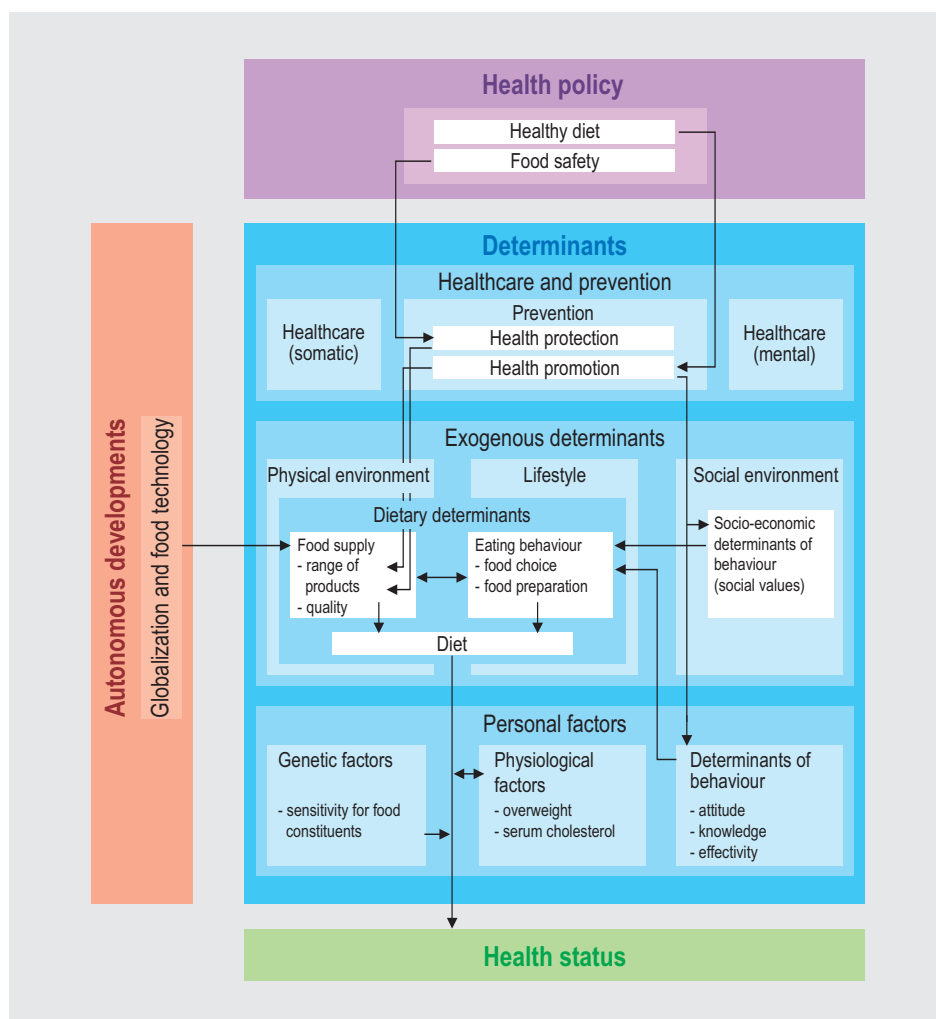 Health policy
Healthy diet
Food safety
Autonomous developments
Globalization and food technology
Determinants
Healthcare and prevention
Healthcare
(somatic)
Prevention
Health protection
Health promotion
Healthcare
(mental)
Exogenous determinants
Physical environment
Lifestyle
Social environment
Dietary determinants
Food supply
- range of
products
- quality
Eating behaviour
- food choice
- food preparation
Socio-economic
determinants of
behaviour
(social values)
Diet
Personal factors
Genetic factors
- sensitivity for food
constituents
Physiological
factors
- overweight
- serum cholesterol
Determinants of
behaviour
- attitude
- knowledge
- effectivity
Health status